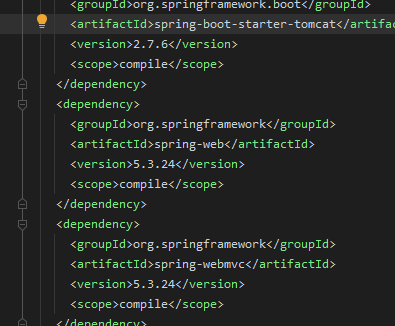 <groupId>org.springframework.boot</groupId>
<artifactId>spring-boot-starter-tomcat</artifac
<version>2.7.6</version>
<scope>compile</scope>
</dependency>
<dependency>
<groupId>org.springframework</groupId>
<artifactId>spring-web</artifactId>
<version>5.3.24</version>
<scope>compile</scope>
</dependency>
<dependency>
<groupId>org.springframework</groupId>
<artifactId>spring-webmvc</artifactId>
<version>5.3.24</version>
<scope>compile</scope>
</dependency>